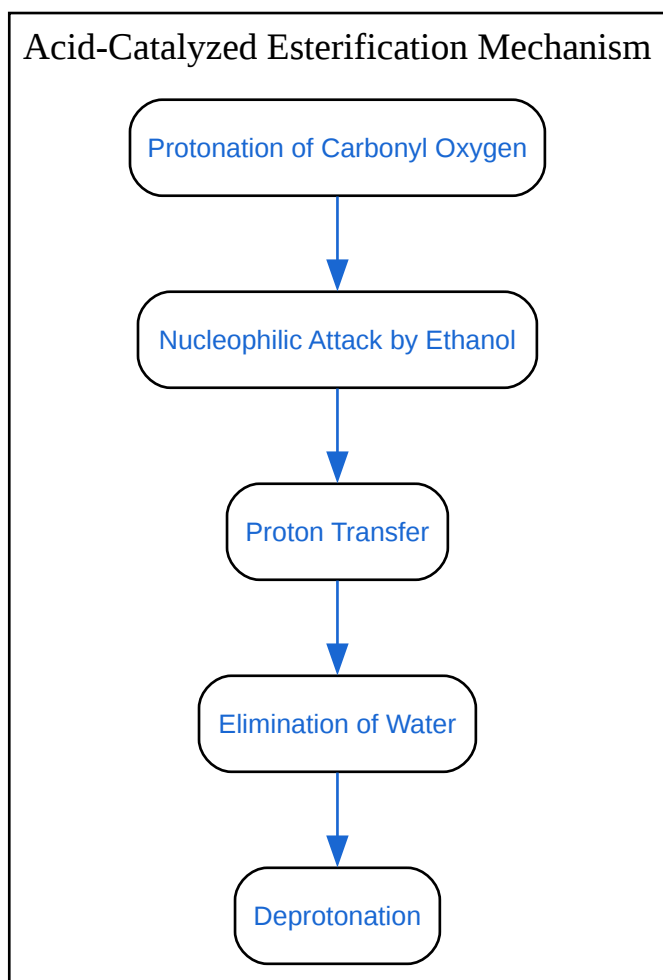 Acid-Catalyzed Esterification Mechanism
Protonation of Carbonyl Oxygen
Nucleophilic Attack by Ethanol
Proton Transfer
Elimination of Water
Deprotonation